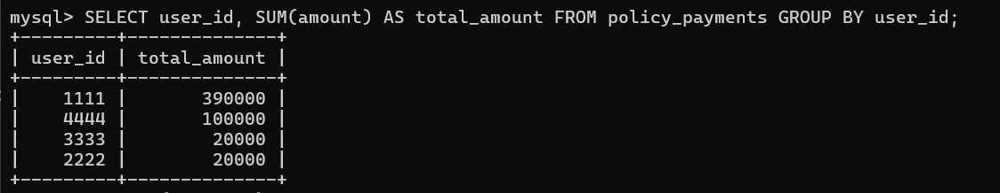 mysql> SELECT user_id, SUM(amount) AS total_amount FROM policy_payments GROUP BY user_id;
+---------+--------------+
| user_id | total_amount |
+---------+--------------+
|    1111 |       390000 |
|    4444 |       100000 |
|    3333 |        20000 |
|    2222 |        20000 |
+---------+--------------+